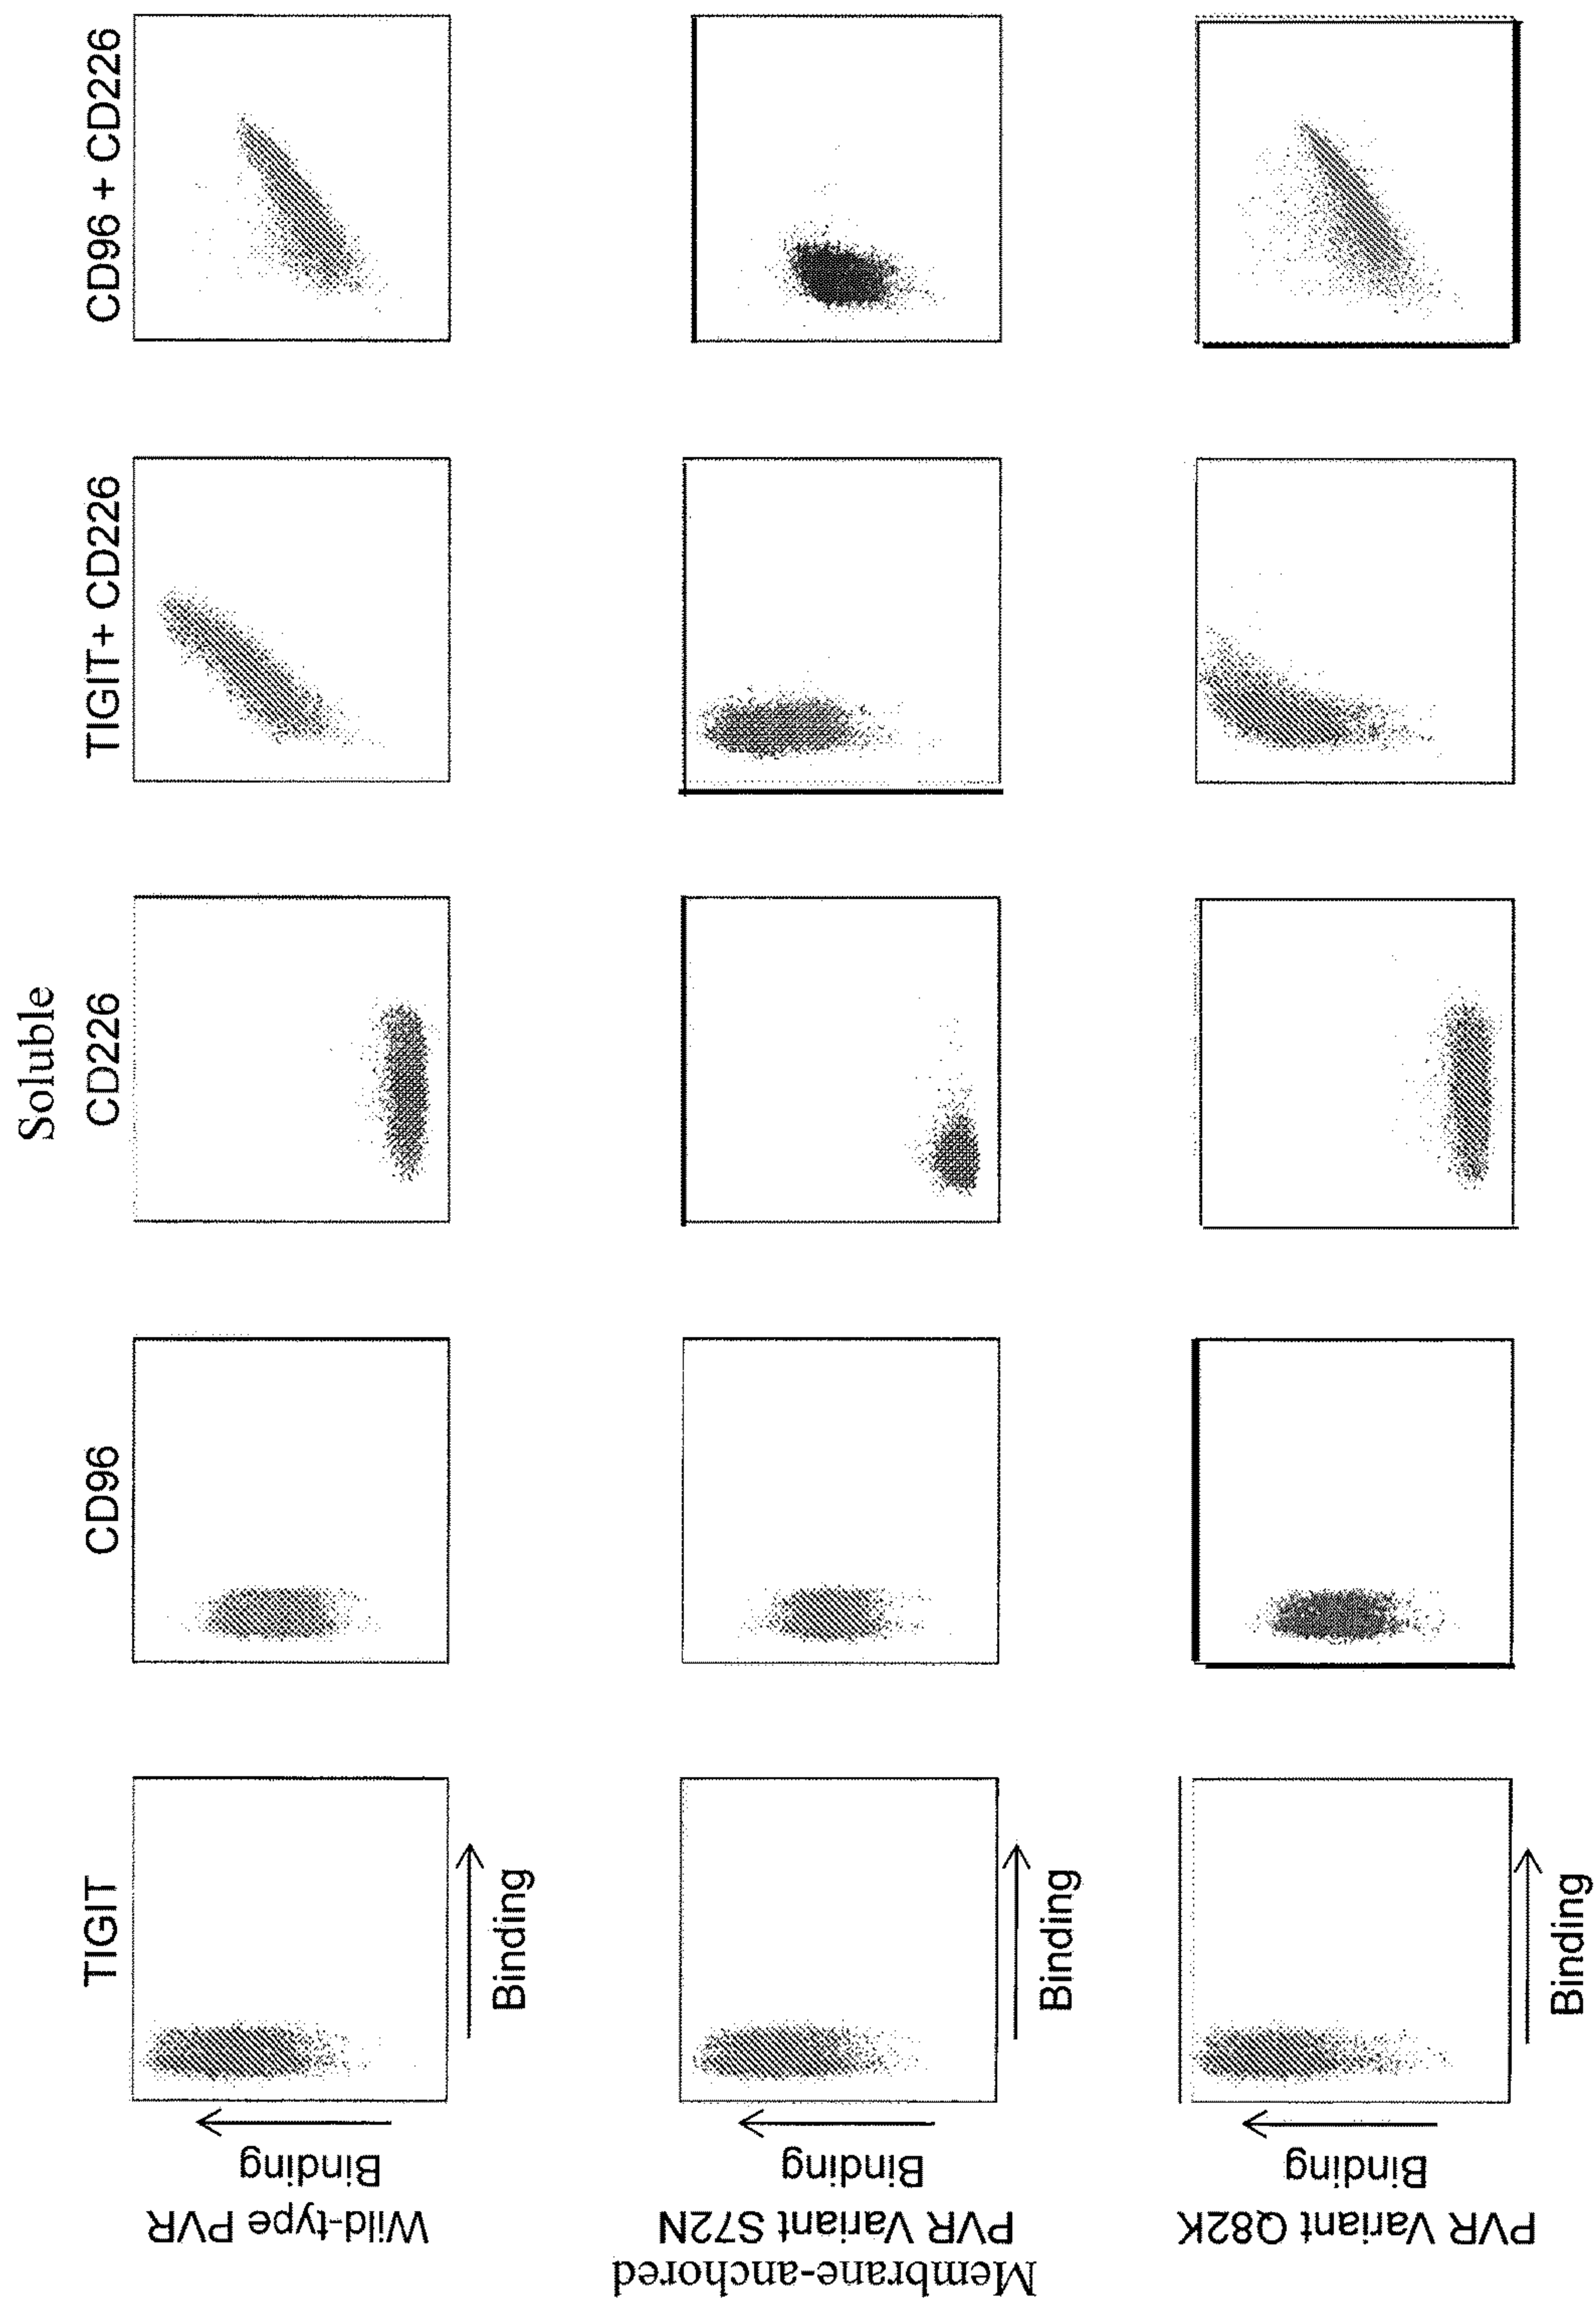 Soluble
TIGIT
CD96
CD226
TIGIT+ CD226
CD96 + CD226
Membrane-anchored
Wild-type PVR
Binding
Binding
PVR Variant S72N
Binding
Binding
PVR Variant Q82K
Binding
Binding